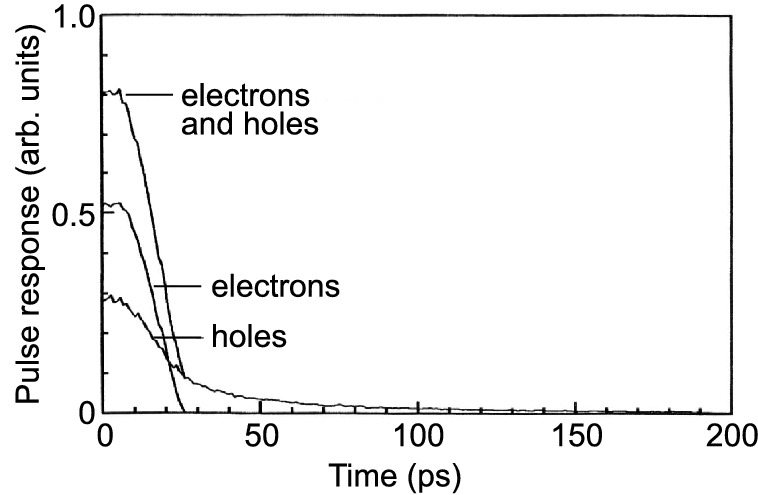 1.0
electrons
and holes
0.5
electrons
holes
0
0
50
100
150
200
Time (ps)
Pulse response (arb. units)